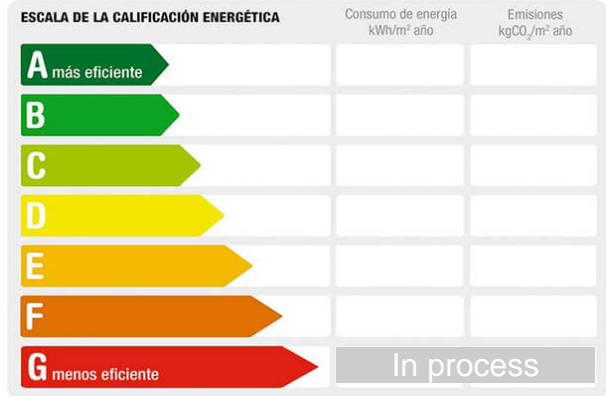 ESCALA DE LA CALIFICACIÓN ENERGÉTICA
Consumo de energía
kWh/m² año
Emisiones
kgCO₂/m² año
A más eficiente
B
C
D
E
F
G menos eficiente
In process